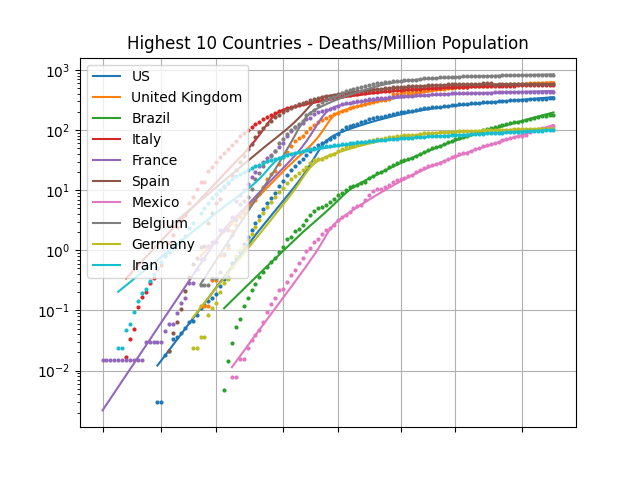 Highest 10 Countries - Deaths/Million Population
10³
10²
10¹
10⁰
10⁻¹
10⁻²
US
United Kingdom
Brazil
Italy
France
Spain
Mexico
Belgium
Germany
Iran